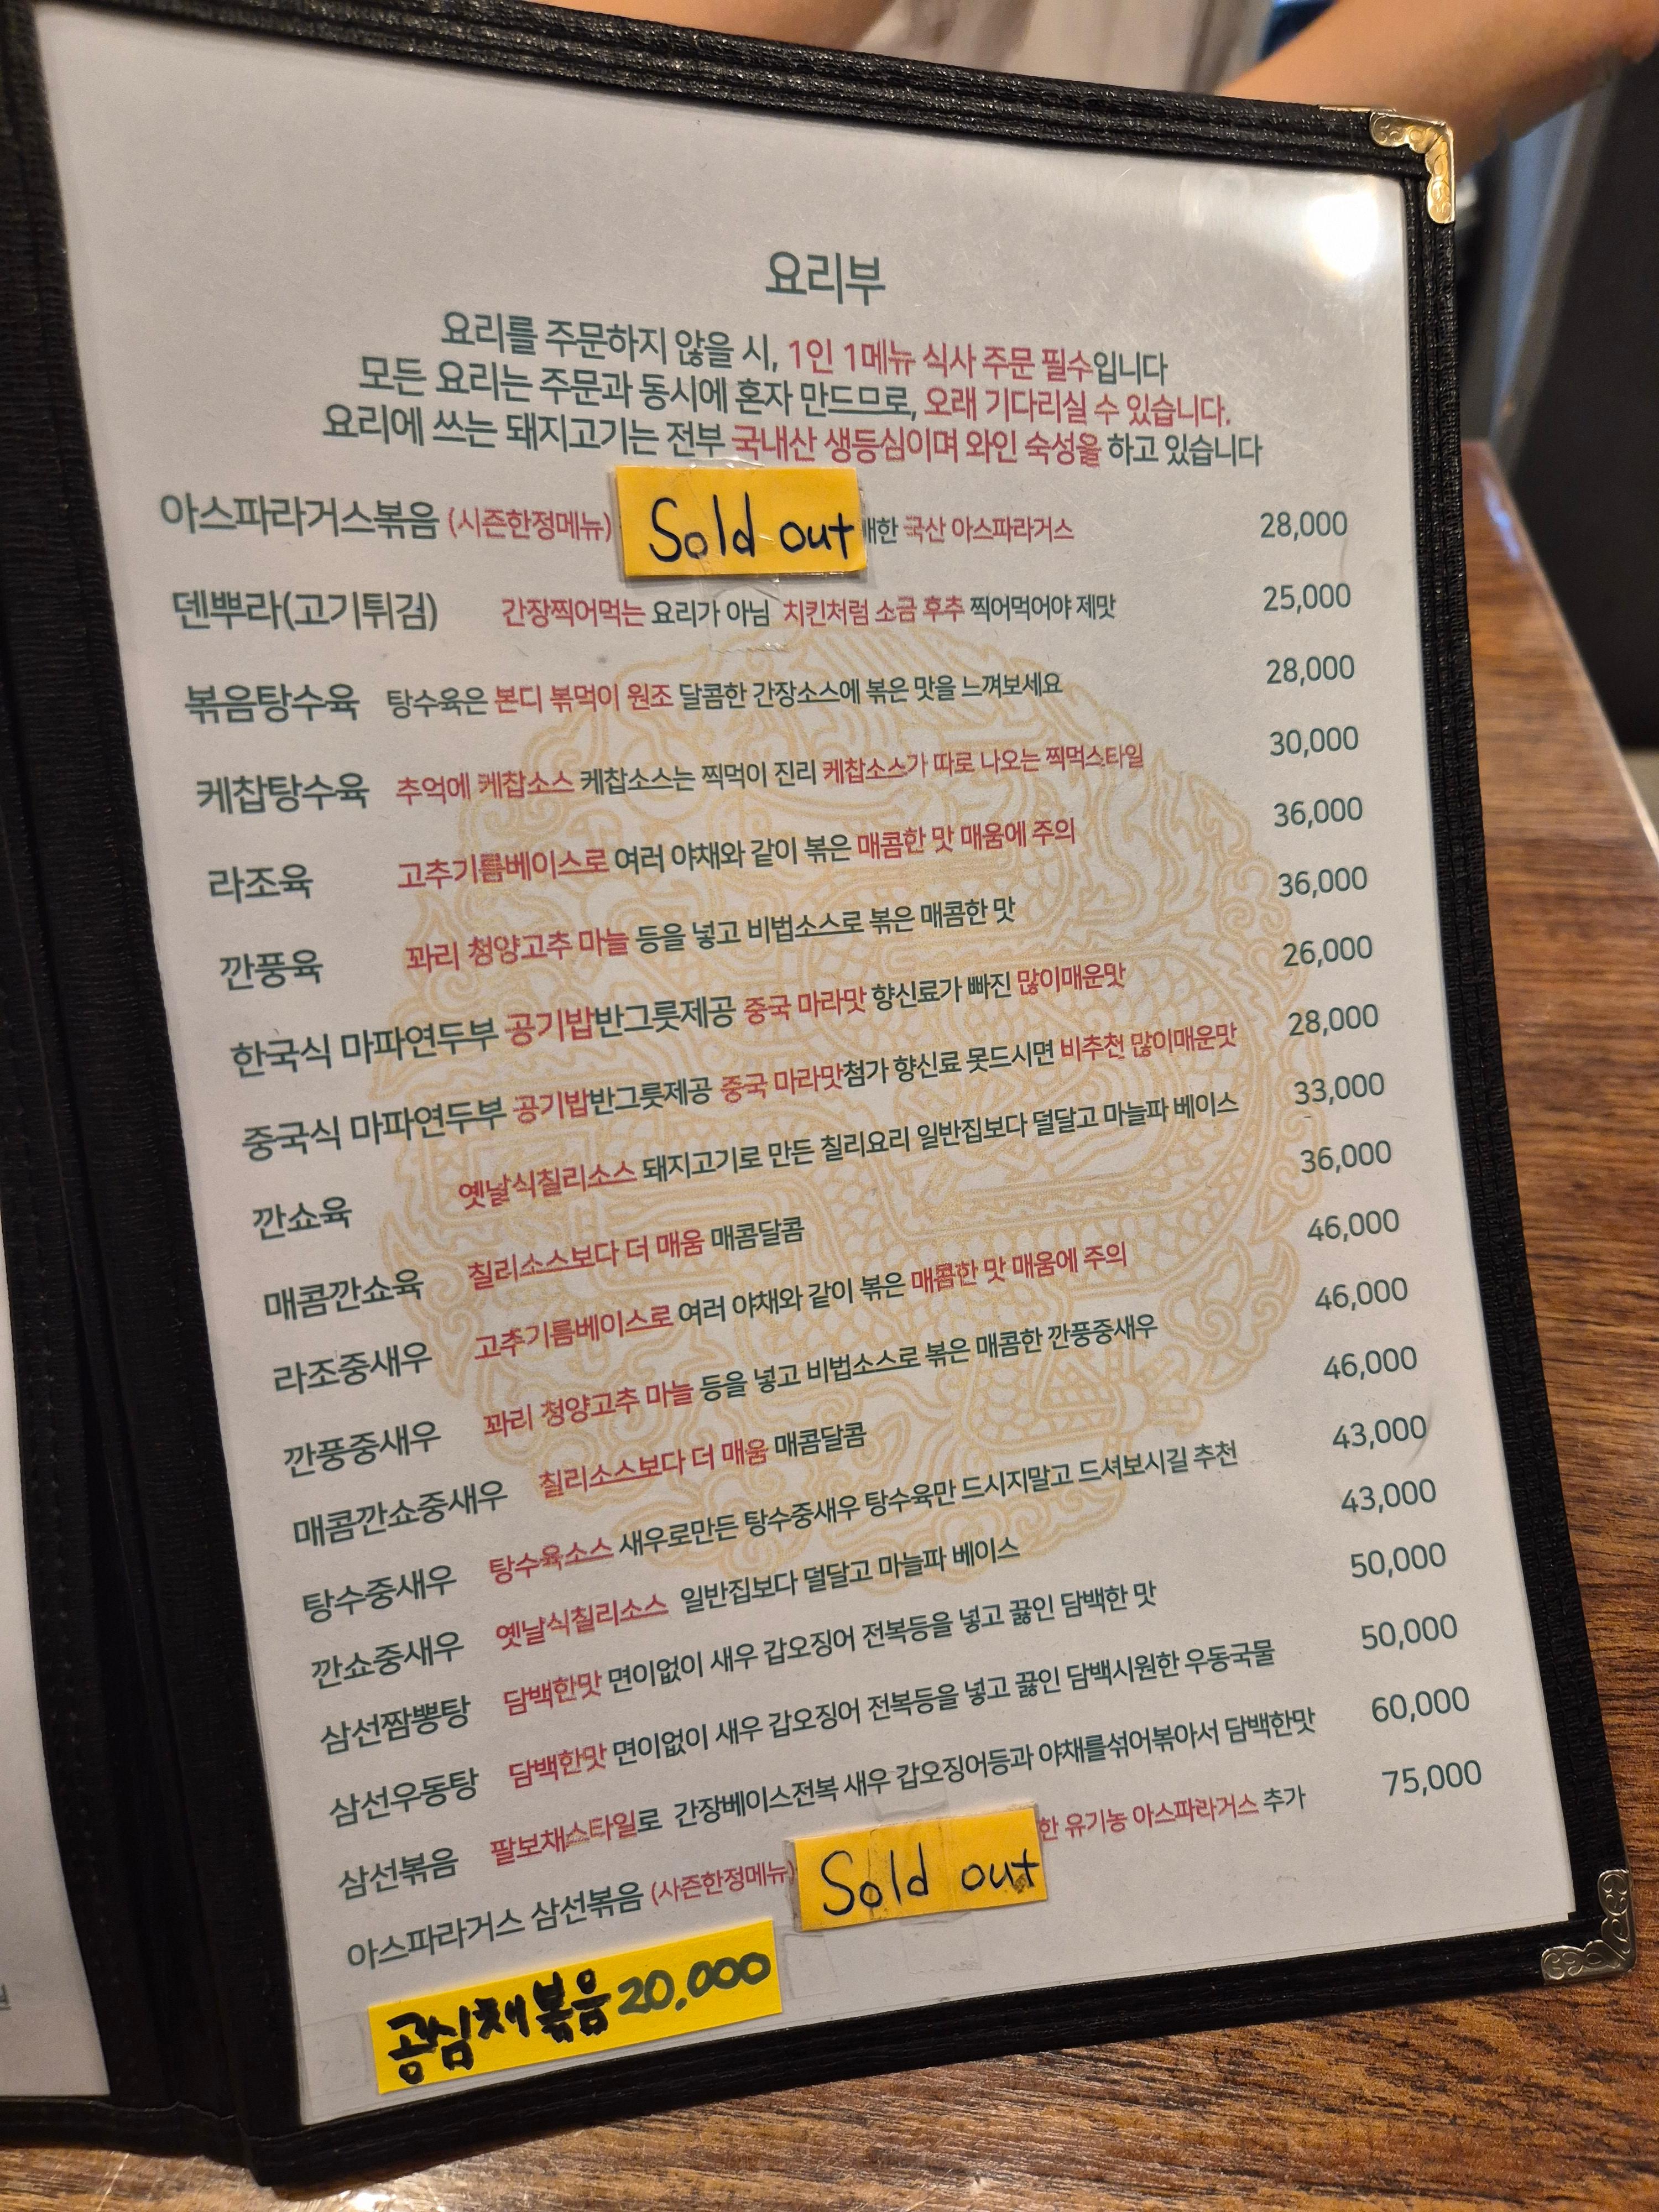 요리부
요리를 주문하지 않을 시, 1인 1메뉴 식사 주문 필수입니다
모든 요리는 주문과 동시에 혼자 만드므로, 오래 기다리실 수 있습니다.
요리에 쓰는 돼지고기는 전부 국내산 생등심이며 와인 숙성을 하고 있습니다
아스파라거스볶음 (시즌한정메뉴) Sold out 한 국산 아스파라거스 28,000
덴뿌라(고기튀검) 간장찍어먹는 요리가 아님 치킨처럼 소금 후추 찍어먹어야 제맛 25,000
볶음탕수육 탕수육은 본디 볶먹이 원조 달콤한 간장소스에 볶은 맛을 느껴보세요 28,000
케찹탕수육 추억에 케찹소스 케찹소스는 찍먹이 진리 케찹소스가 따로 나오는 찍먹스타일 30,000
라조육 고추기름베이스로 여러 야채와 같이 볶은 매콤한 맛 매움에 주의 36,000
깐풍육 꽈리 청양고추 마늘 등을 넣고 비법소스로 볶은 매콤한 맛 36,000
한국식 마파연두부 공기밥반그릇제공 중국 마라맛 향신료가 빠진 많이매운맛 26,000
중국식 마파연두부 공기밥반그릇제공 중국 마라맛첨가 향신료 못드시면 비추천 많이매운맛 28,000
깐쇼육 옛날식칠리소스 돼지고기로 만든 칠리요리 일반집보다 덜달고 마늘파 베이스 33,000
매콤깐쇼육 칠리소스보다 더 매움 매콤달콤 36,000
라조중새우 고추기름베이스로 여러 야채와 같이 볶은 매콤한 맛 매움에 주의 46,000
깐풍중새우 꽈리 청양고추 마늘 등을 넣고 비법소스로 볶은 매콤한 깐풍중새우 46,000
매콤깐쇼중새우 칠리소스보다 더 매움 매콤달콤 46,000
탕수중새우 탕수육소스 새우로만든 탕수중새우 탕수육만 드시지말고 드셔보시길 추천 43,000
깐쇼중새우 옛날식칠리소스 일반집보다 덜달고 마늘파 베이스 43,000
삼선짬뽕탕 담백한맛 면이없이 새우 갑오징어 전복등을 넣고 끓인 담백한 맛 50,000
삼선우동탕 담백한맛 면이없이 새우 갑오징어 전복등을 넣고 끓인 담백시원한 우동국물 50,000
삼선볶음 팔보채스타일로 간장베이스전복 새우 갑오징어등과 야채를섞어볶아서 담백한맛 60,000
아스파라거스 삼선볶음 (사즌한정메뉴) Sold out 한 유기농 아스파라거스 추가 75,000
공심채볶음 20,000